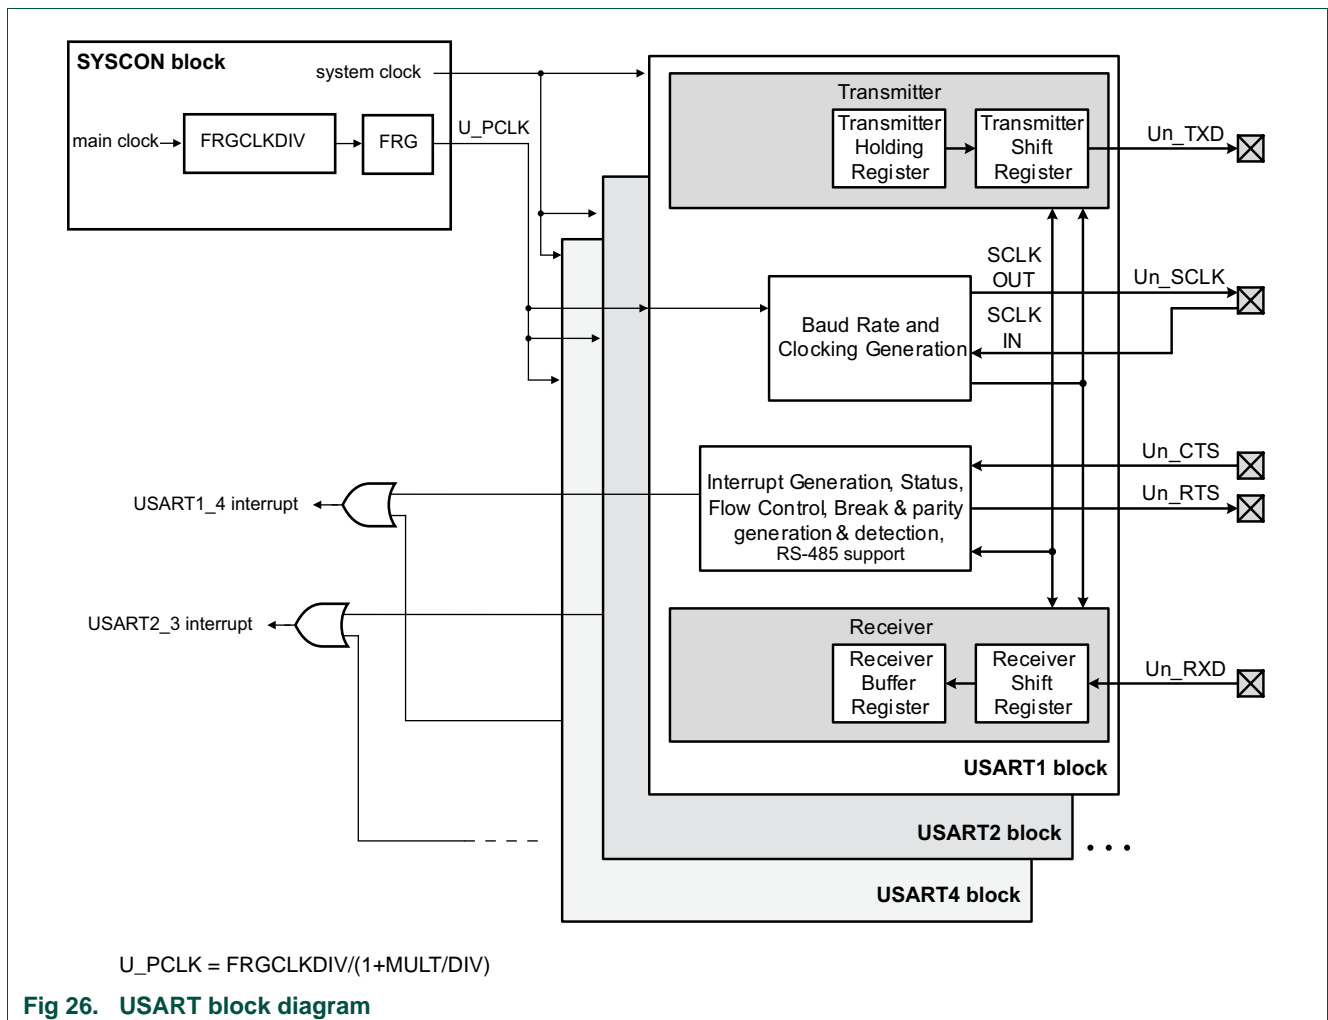 SYSCON block
system clock
main clock
FRGCLKDIV
FRG
U_PCLK
Transmitter
Transmitter
Holding
Register
Transmitter
Shift
Register
Un_TXD
SCLK
OUT
Un_SCLK
SCLK
IN
Baud Rate and
Clocking Generation
Un_CTS
Un_RTS
Interrupt Generation, Status,
Flow Control, Break & parity
generation & detection,
RS-485 support
USART1_4 interrupt
USART2_3 interrupt
Receiver
Receiver
Buffer
Register
Receiver
Shift
Register
Un_RXD
USART1 block
USART2 block
...
USART4 block
U_PCLK = FRGCLKDIV/(1+MULT/DIV)
Fig 26. USART block diagram